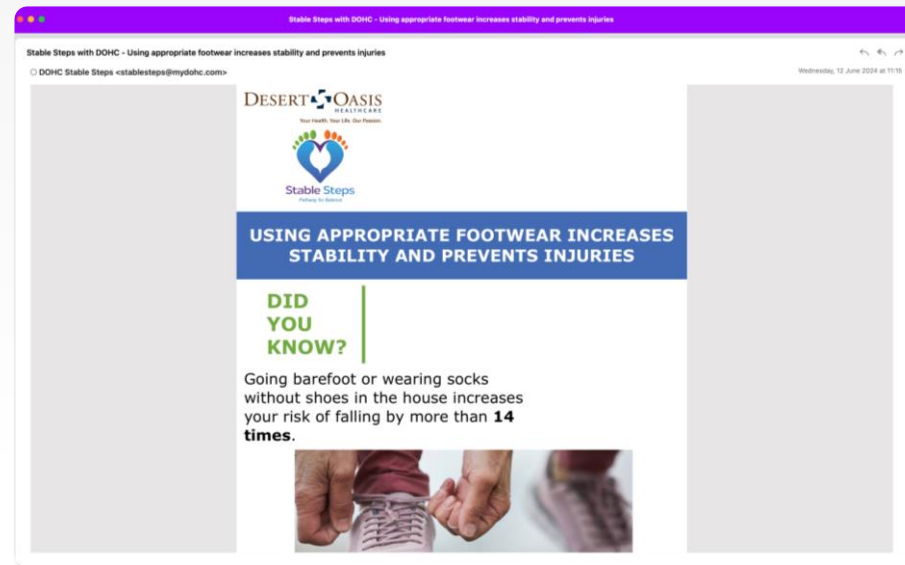 Stable Steps with DOHC - Using appropriate footwear increases stability and prevents injuries
Stable Steps with DOHC - Using appropriate footwear increases stability and prevents injuries
DOHC Stable Steps <stablesteps@mydohc.com>
Wednesday, 12 June 2024 at 11:15
DESERT OASIS
HEALTHCARE
Your Health. Your Life. Our Passion.
Stable Steps
Pathway to Balance
USING APPROPRIATE FOOTWEAR INCREASES
STABILITY AND PREVENTS INJURIES
DID
YOU
KNOW?
Going barefoot or wearing socks
without shoes in the house increases
your risk of falling by more than 14
times.